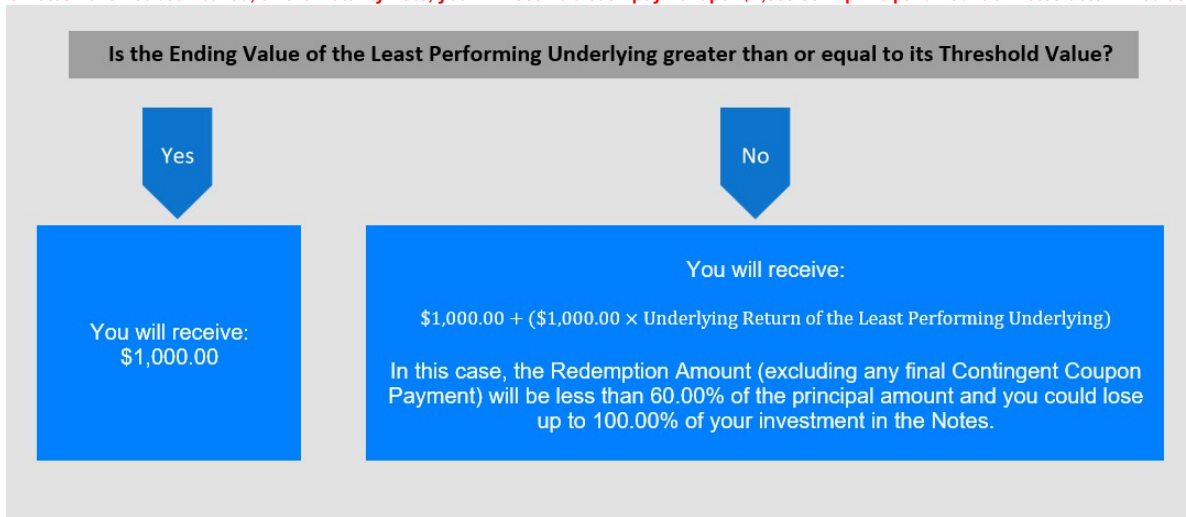 Is the Ending Value of the Least Performing Underlying greater than or equal to its Threshold Value?
Yes
No
You will receive:
$1,000.00
You will receive:
$1,000.00 + ($1,000.00 × Underlying Return of the Least Performing Underlying)
In this case, the Redemption Amount (excluding any final Contingent Coupon
Payment) will be less than 60.00% of the principal amount and you could lose
up to 100.00% of your investment in the Notes.